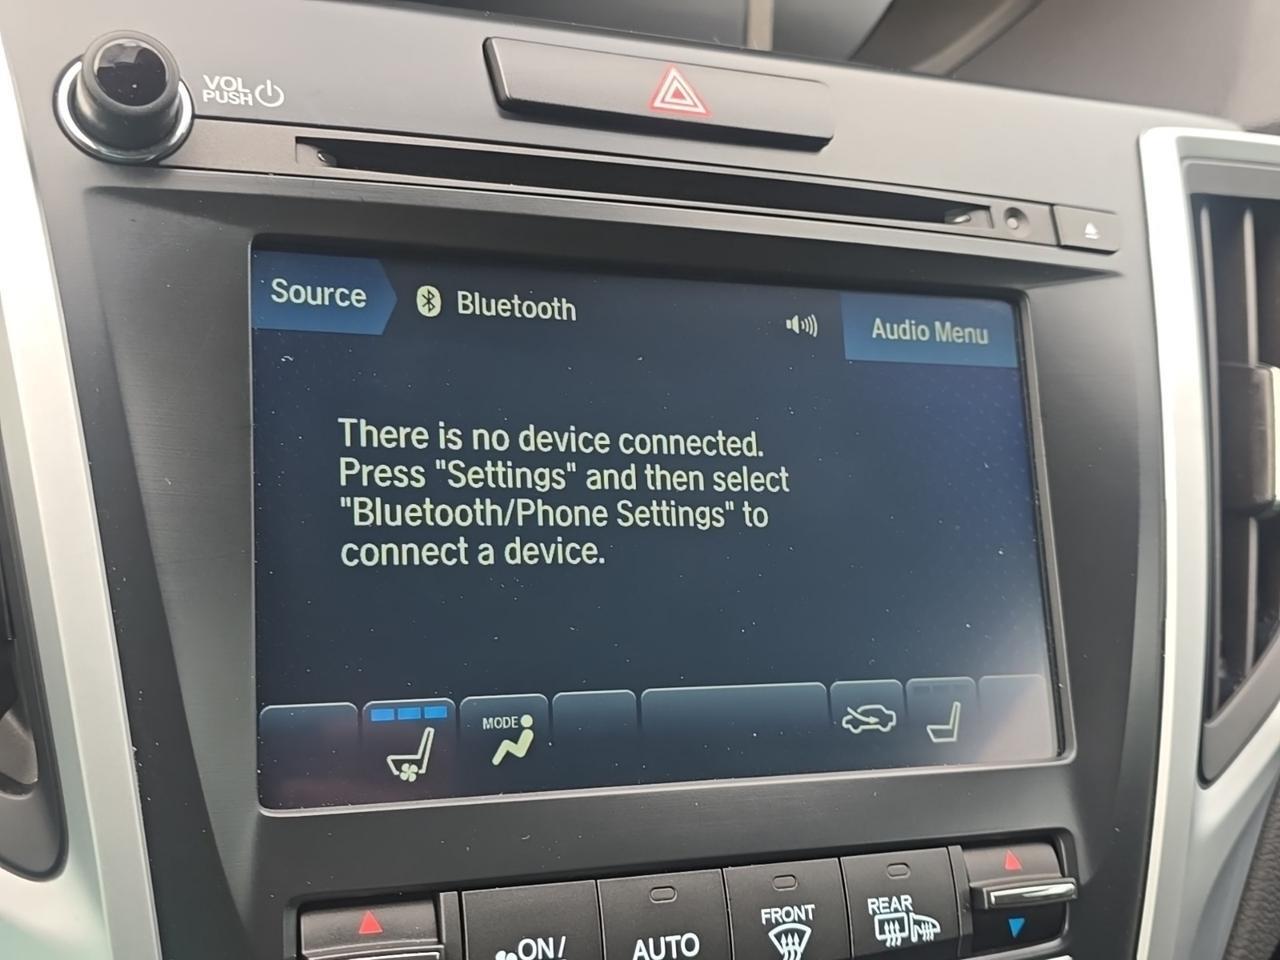 VOL
PUSH
Source
Bluetooth
Audio Menu
There is no device connected.
Press "Settings" and then select
"Bluetooth/Phone Settings" to
connect a device.
MODE
ON/
AUTO
FRONT
REAR